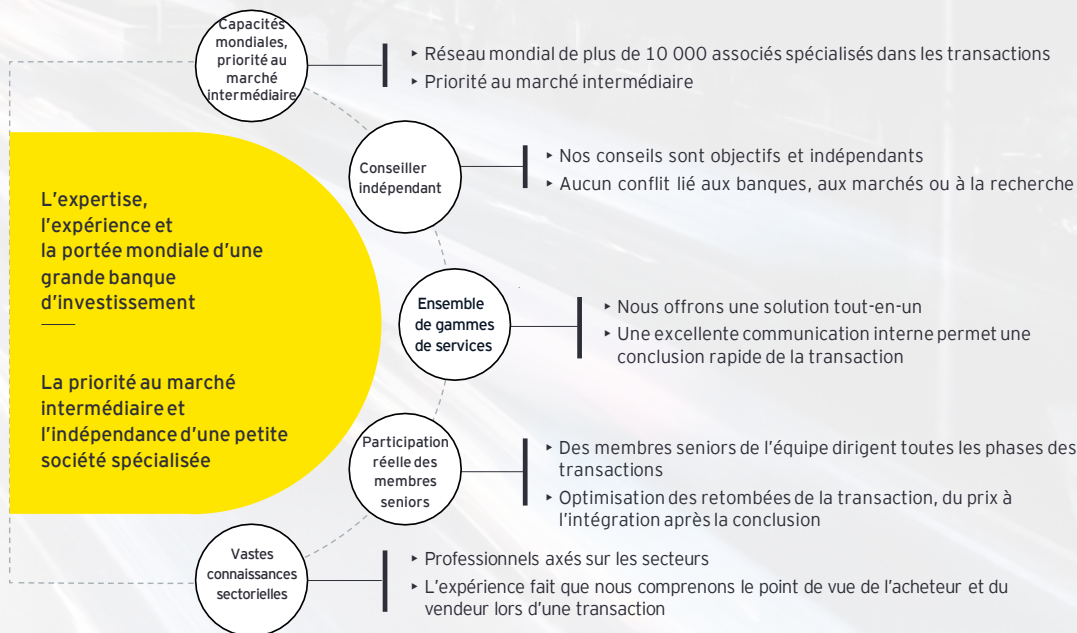 Capacités
mondiales,
priorité au
marché
intermédiaire
▸ Réseau mondial de plus de 10 000 associés spécialisés dans les transactions
▸ Priorité au marché intermédiaire
L'expertise,
l'expérience et
la portée mondiale d'une
grande banque
d'investissement
La priorité au marché
intermédiaire et
l'indépendance d'une petite
société spécialisée
Conseiller
indépendant
▸ Nos conseils sont objectifs et indépendants
▸ Aucun conflit lié aux banques, aux marchés ou à la recherche
Ensemble
de gammes
de services
▸ Nous offrons une solution tout-en-un
▸ Une excellente communication interne permet une
conclusion rapide de la transaction
Participation
réelle des
membres
seniors
▸ Des membres seniors de l'équipe dirigent toutes les phases des
transactions
▸ Optimisation des retombées de la transaction, du prix à
l'intégration après la conclusion
Vastes
connaissances
sectorielles
▸ Professionnels axés sur les secteurs
▸ L'expérience fait que nous comprenons le point de vue de l'acheteur et du
vendeur lors d'une transaction